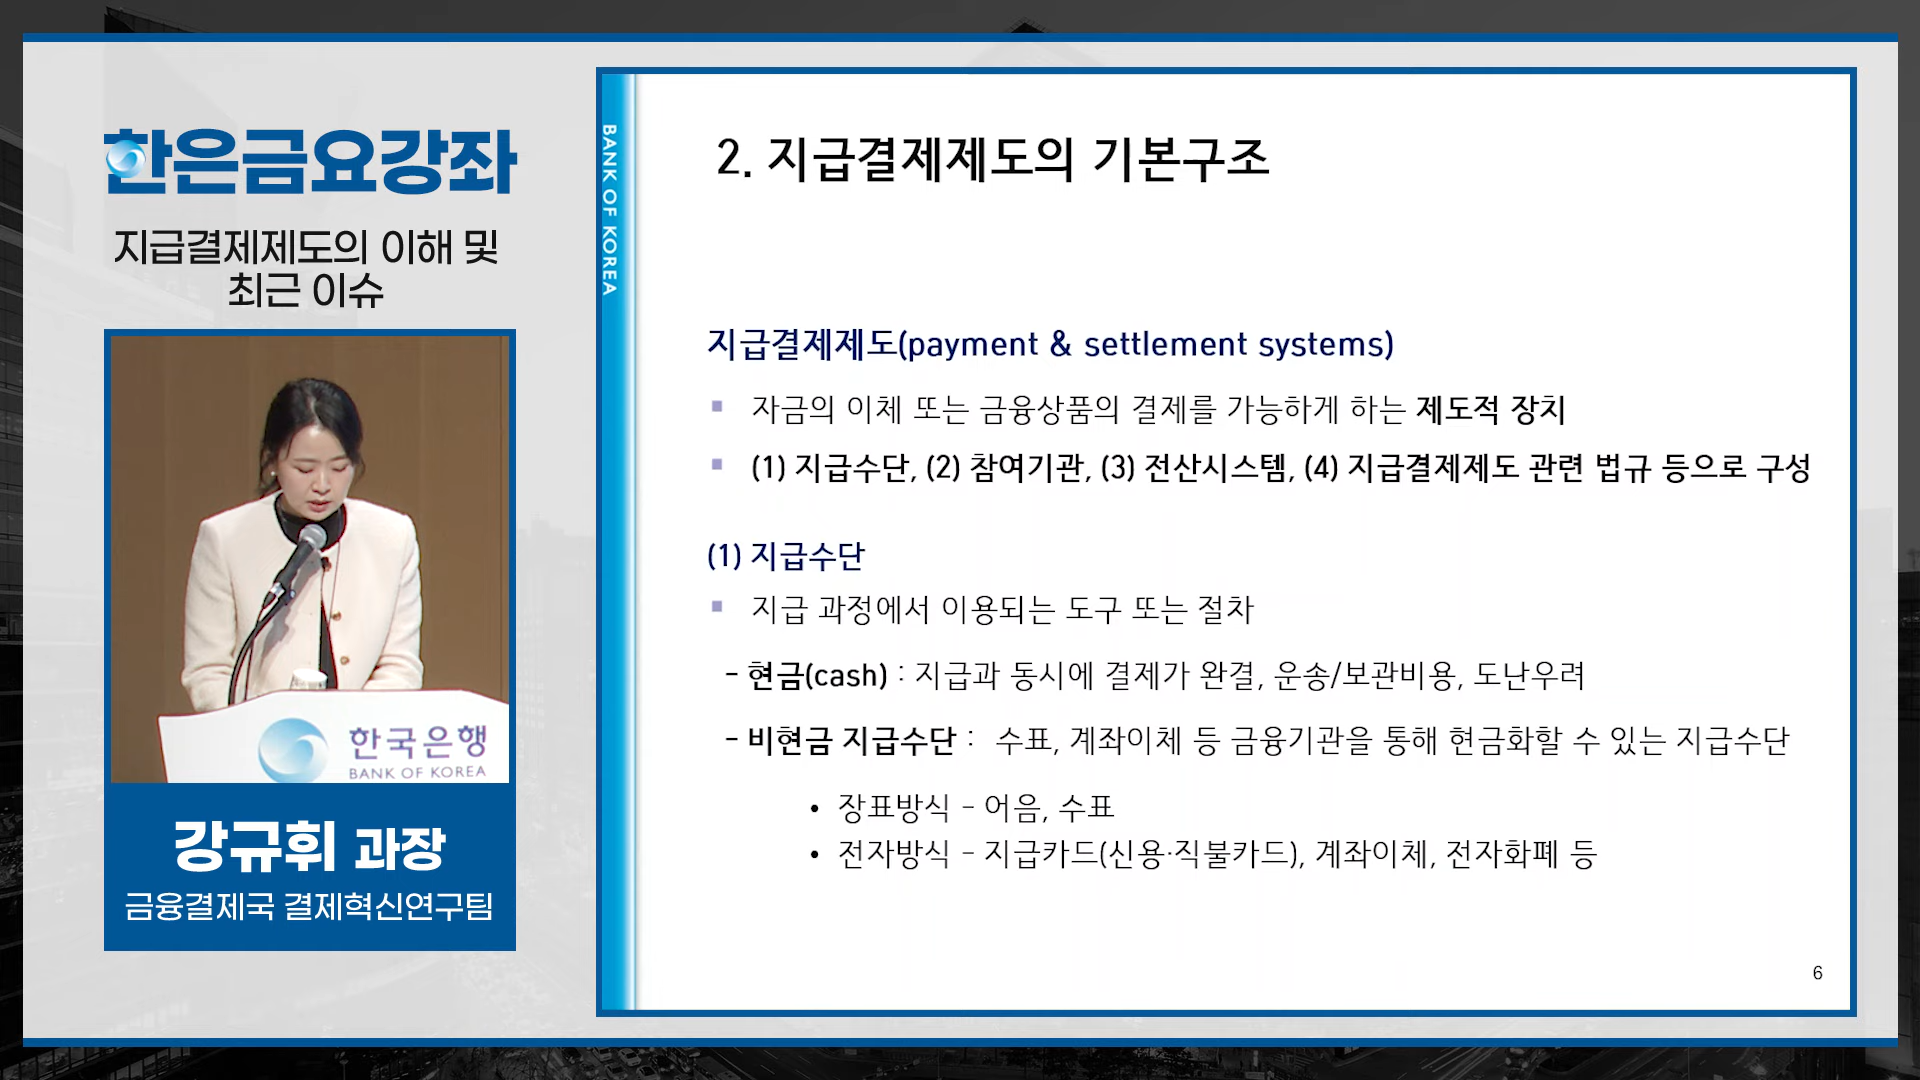 한은금요강좌
지급결제제도의 이해 및
최근 이슈
한국은행
BANK OF KOREA
강규휘 과장
금융결제국 결제혁신연구팀
BANK OF KOREA
2. 지급결제제도의 기본구조
지급결제제도(payment & settlement systems)
▪ 자금의 이체 또는 금융상품의 결제를 가능하게 하는 제도적 장치
▪ (1) 지급수단, (2) 참여기관, (3) 전산시스템, (4) 지급결제제도 관련 법규 등으로 구성
(1) 지급수단
▪ 지급 과정에서 이용되는 도구 또는 절차
- 현금(cash) : 지급과 동시에 결제가 완결, 운송/보관비용, 도난우려
- 비현금 지급수단 : 수표, 계좌이체 등 금융기관을 통해 현금화할 수 있는 지급수단
• 장표방식 - 어음, 수표
• 전자방식 - 지급카드(신용·직불카드), 계좌이체, 전자화폐 등
6